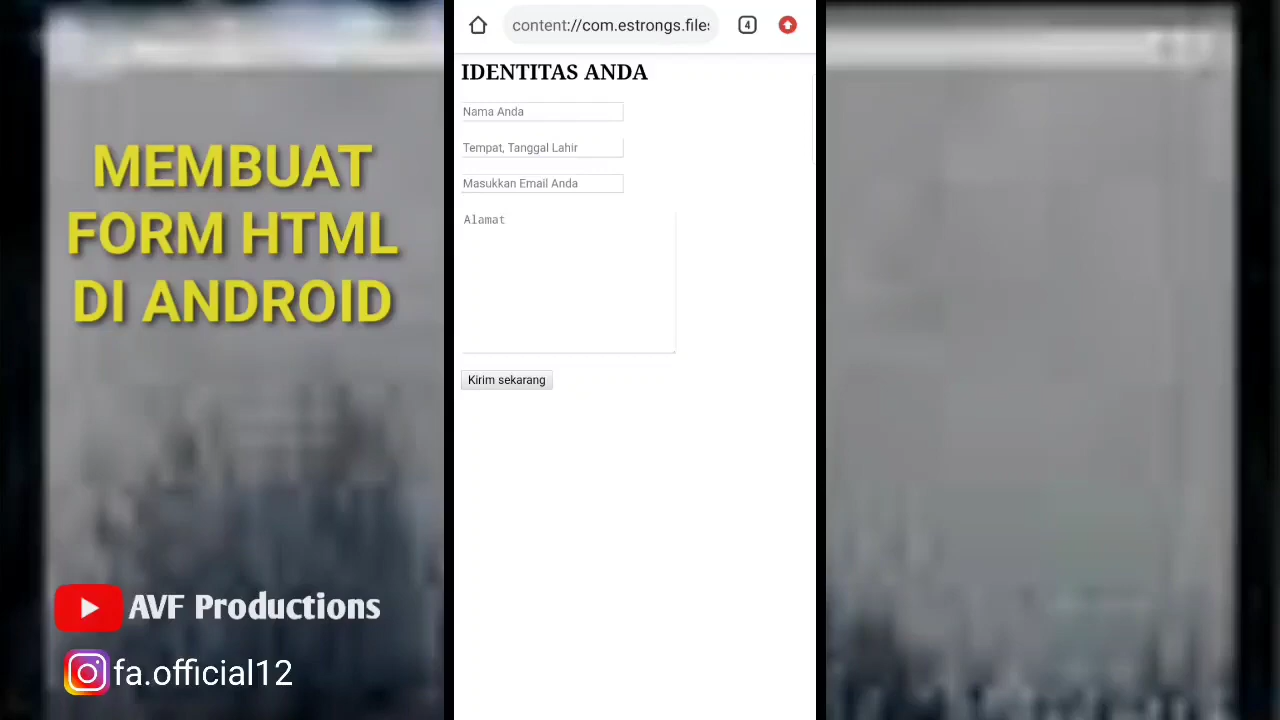 MEMBUAT
FORM HTML
DI ANDROID
AVF Productions
fa.official12
content://com.estrongs.files
4
IDENTITAS ANDA
Nama Anda
Tempat, Tanggal Lahir
Masukkan Email Anda
Alamat
Kirim sekarang